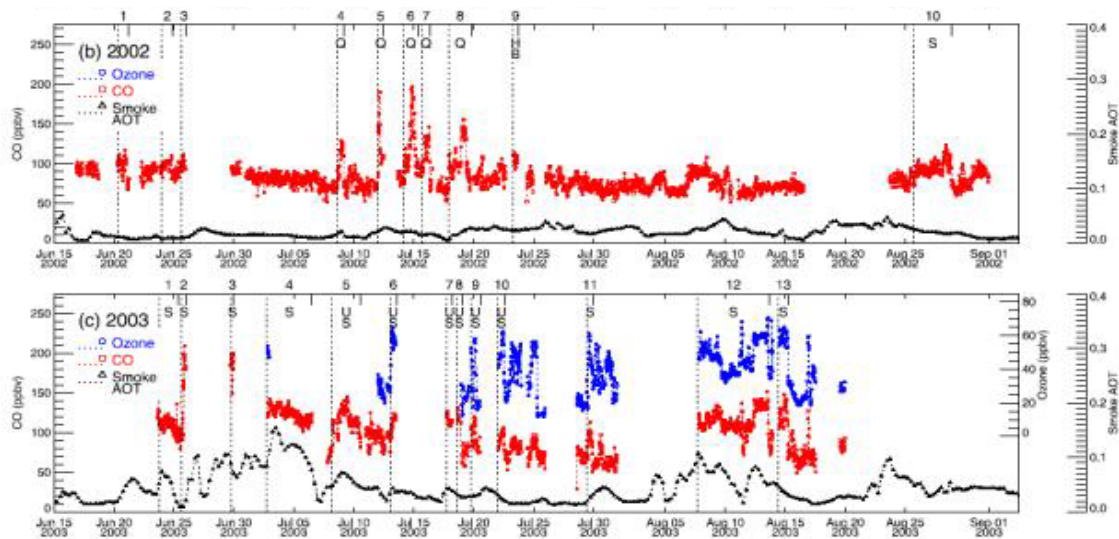 1 2 3 4 5 6 7 8 9 10
(b) 2002
Q Q Q Q Q H S
B
Ozone
CO
Smoke
AOT
250
200
150
100
50
0
CO (ppbv)
0.4
0.3
0.2
0.1
0.0
Smoke AOT
Jun 15 Jun 20 Jun 25 Jun 30 Jul 05 Jul 10 Jul 15 Jul 20 Jul 25 Jul 30 Aug 05 Aug 10 Aug 15 Aug 20 Aug 25 Sep 01
2002 2002 2002 2002 2002 2002 2002 2002 2002 2002 2002 2002 2002 2002 2002 2002
1 2 3 4 5 6 7 8 9 10 11 12 13
(c) 2003
S S S S U U U U U U S S S
S S S S S S
Ozone
CO
Smoke
AOT
250
200
150
100
50
0
CO (ppbv)
80
60
40
20
0
Ozone (ppbv)
0.4
0.3
0.2
0.1
0.0
Smoke AOT
Jun 15 Jun 20 Jun 25 Jun 30 Jul 05 Jul 10 Jul 15 Jul 20 Jul 25 Jul 30 Aug 05 Aug 10 Aug 15 Aug 20 Aug 25 Sep 01
2003 2003 2003 2003 2003 2003 2003 2003 2003 2003 2003 2003 2003 2003 2003 2003